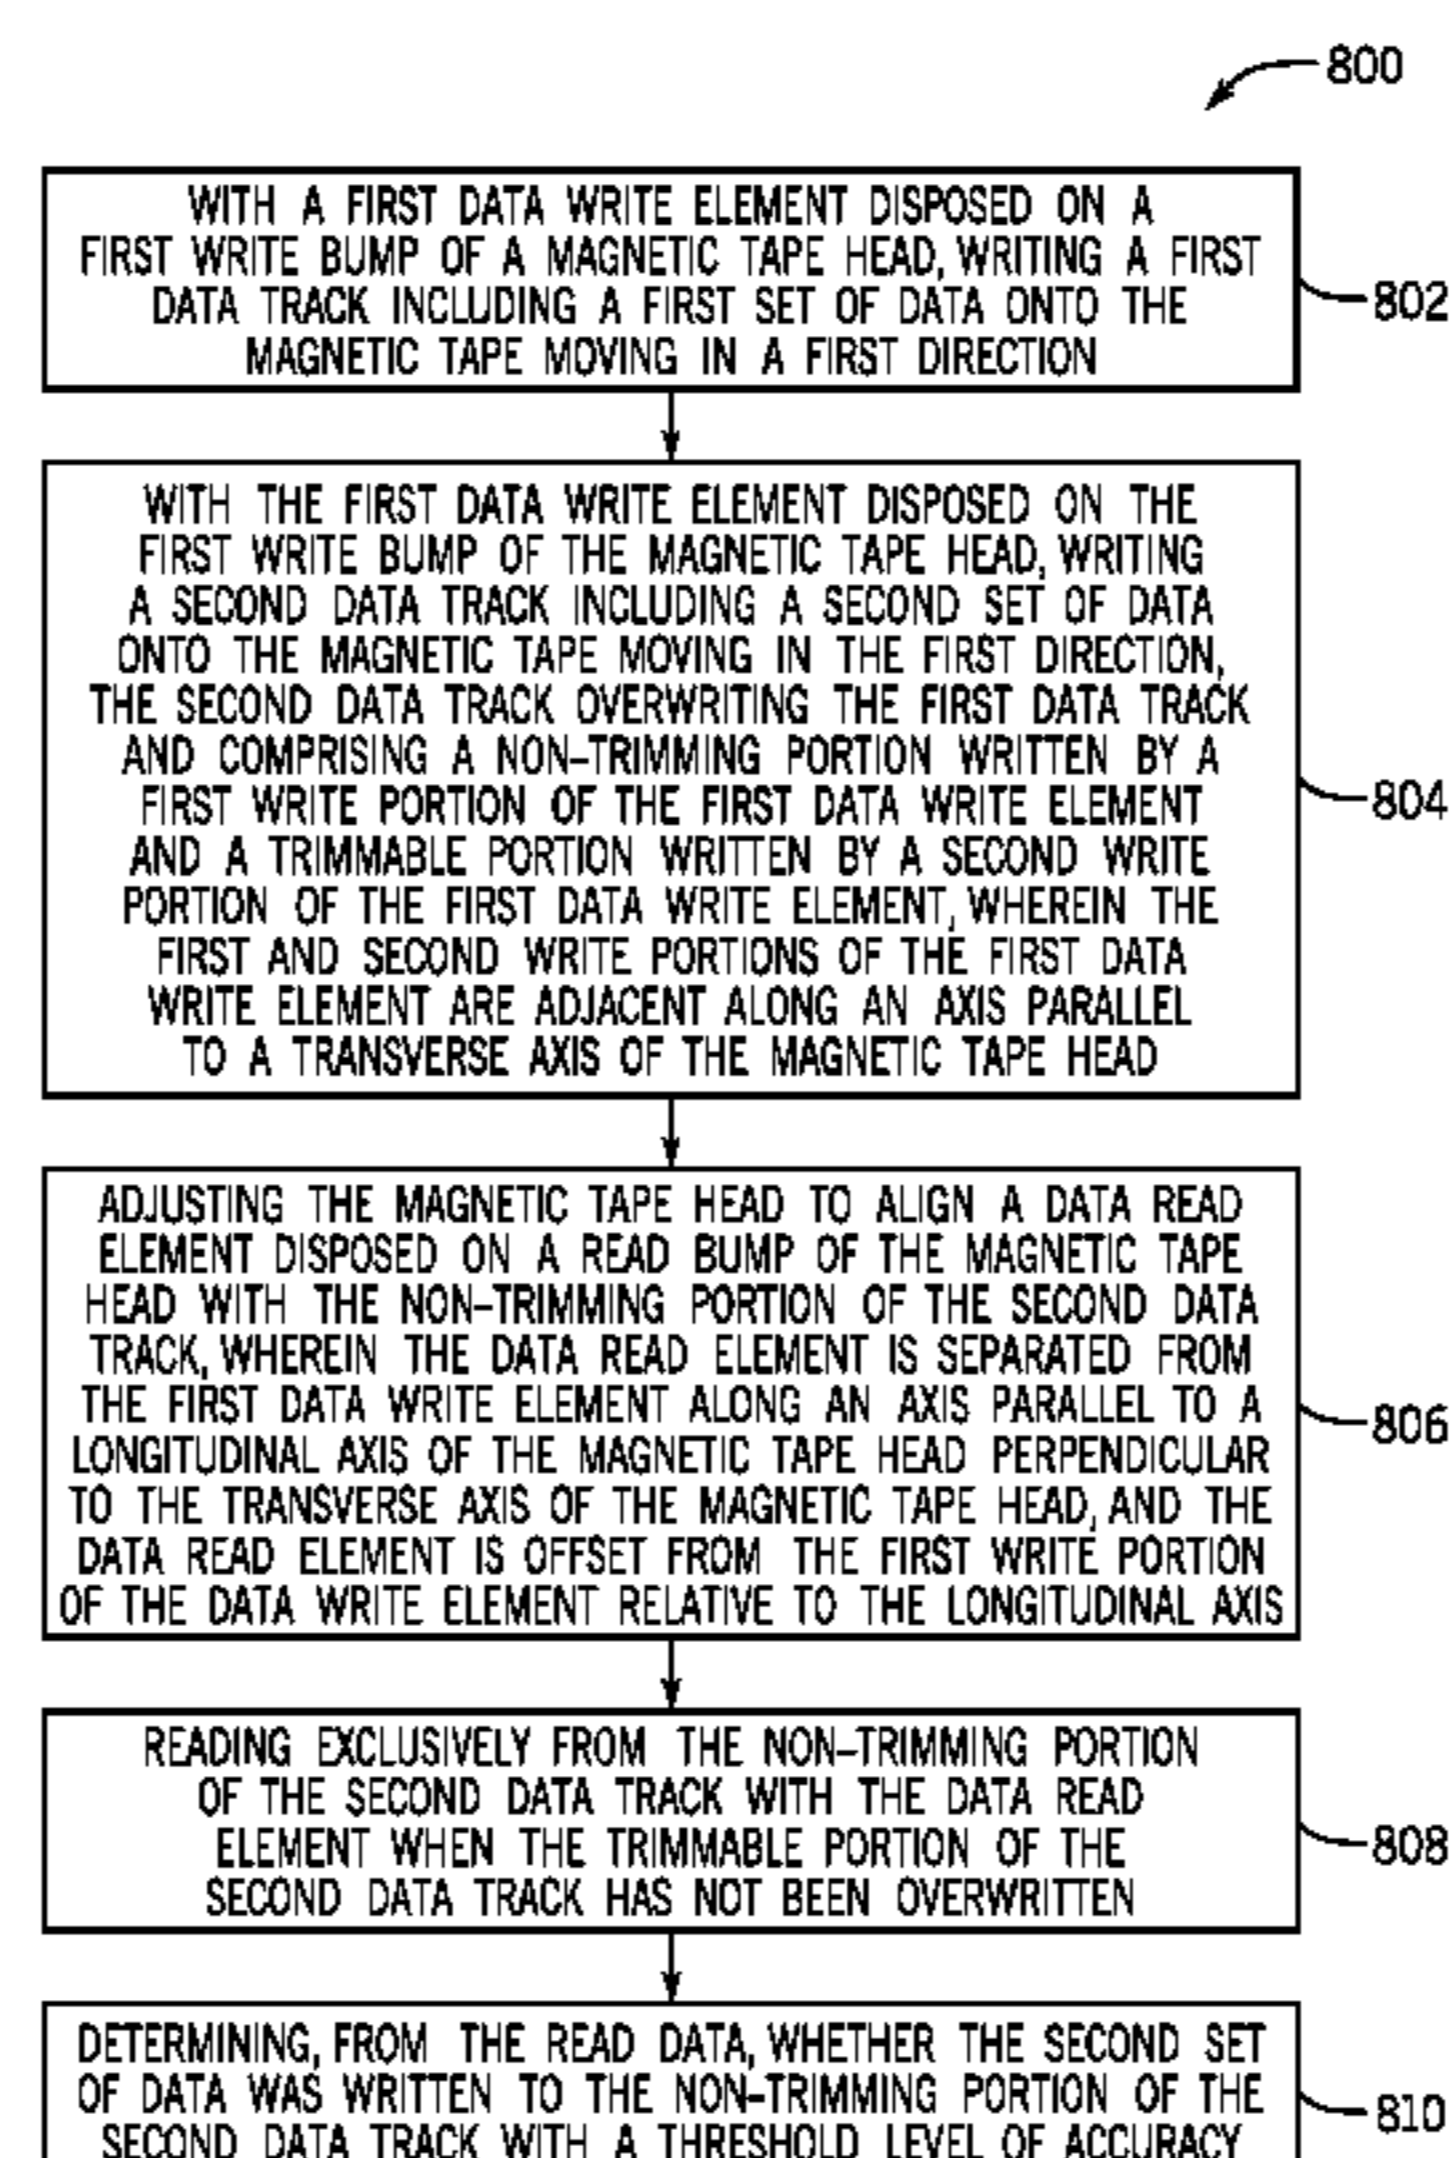 800
WITH A FIRST DATA WRITE ELEMENT DISPOSED ON A
FIRST WRITE BUMP OF A MAGNETIC TAPE HEAD, WRITING A FIRST
DATA TRACK INCLUDING A FIRST SET OF DATA ONTO THE
MAGNETIC TAPE MOVING IN A FIRST DIRECTION
802
WITH THE FIRST DATA WRITE ELEMENT DISPOSED ON THE
FIRST WRITE BUMP OF THE MAGNETIC TAPE HEAD, WRITING
A SECOND DATA TRACK INCLUDING A SECOND SET OF DATA
ONTO THE MAGNETIC TAPE MOVING IN THE FIRST DIRECTION,
THE SECOND DATA TRACK OVERWRITING THE FIRST DATA TRACK
AND COMPRISING A NON-TRIMMING PORTION WRITTEN BY A
FIRST WRITE PORTION OF THE FIRST DATA WRITE ELEMENT
AND A TRIMMABLE PORTION WRITTEN BY A SECOND WRITE
PORTION OF THE FIRST DATA WRITE ELEMENT, WHEREIN THE
FIRST AND SECOND WRITE PORTIONS OF THE FIRST DATA
WRITE ELEMENT ARE ADJACENT ALONG AN AXIS PARALLEL
TO A TRANSVERSE AXIS OF THE MAGNETIC TAPE HEAD
804
ADJUSTING THE MAGNETIC TAPE HEAD TO ALIGN A DATA READ
ELEMENT DISPOSED ON A READ BUMP OF THE MAGNETIC TAPE
HEAD WITH THE NON-TRIMMING PORTION OF THE SECOND DATA
TRACK, WHEREIN THE DATA READ ELEMENT IS SEPARATED FROM
THE FIRST DATA WRITE ELEMENT ALONG AN AXIS PARALLEL TO A
LONGITUDINAL AXIS OF THE MAGNETIC TAPE HEAD PERPENDICULAR
TO THE TRANSVERSE AXIS OF THE MAGNETIC TAPE HEAD, AND THE
DATA READ ELEMENT IS OFFSET FROM THE FIRST WRITE PORTION
OF THE DATA WRITE ELEMENT RELATIVE TO THE LONGITUDINAL AXIS
806
READING EXCLUSIVELY FROM THE NON-TRIMMING PORTION
OF THE SECOND DATA TRACK WITH THE DATA READ
ELEMENT WHEN THE TRIMMABLE PORTION OF THE
SECOND DATA TRACK HAS NOT BEEN OVERWRITTEN
808
DETERMINING, FROM THE READ DATA, WHETHER THE SECOND SET
OF DATA WAS WRITTEN TO THE NON-TRIMMING PORTION OF THE
SECOND DATA TRACK WITH A THRESHOLD LEVEL OF ACCURACY
810